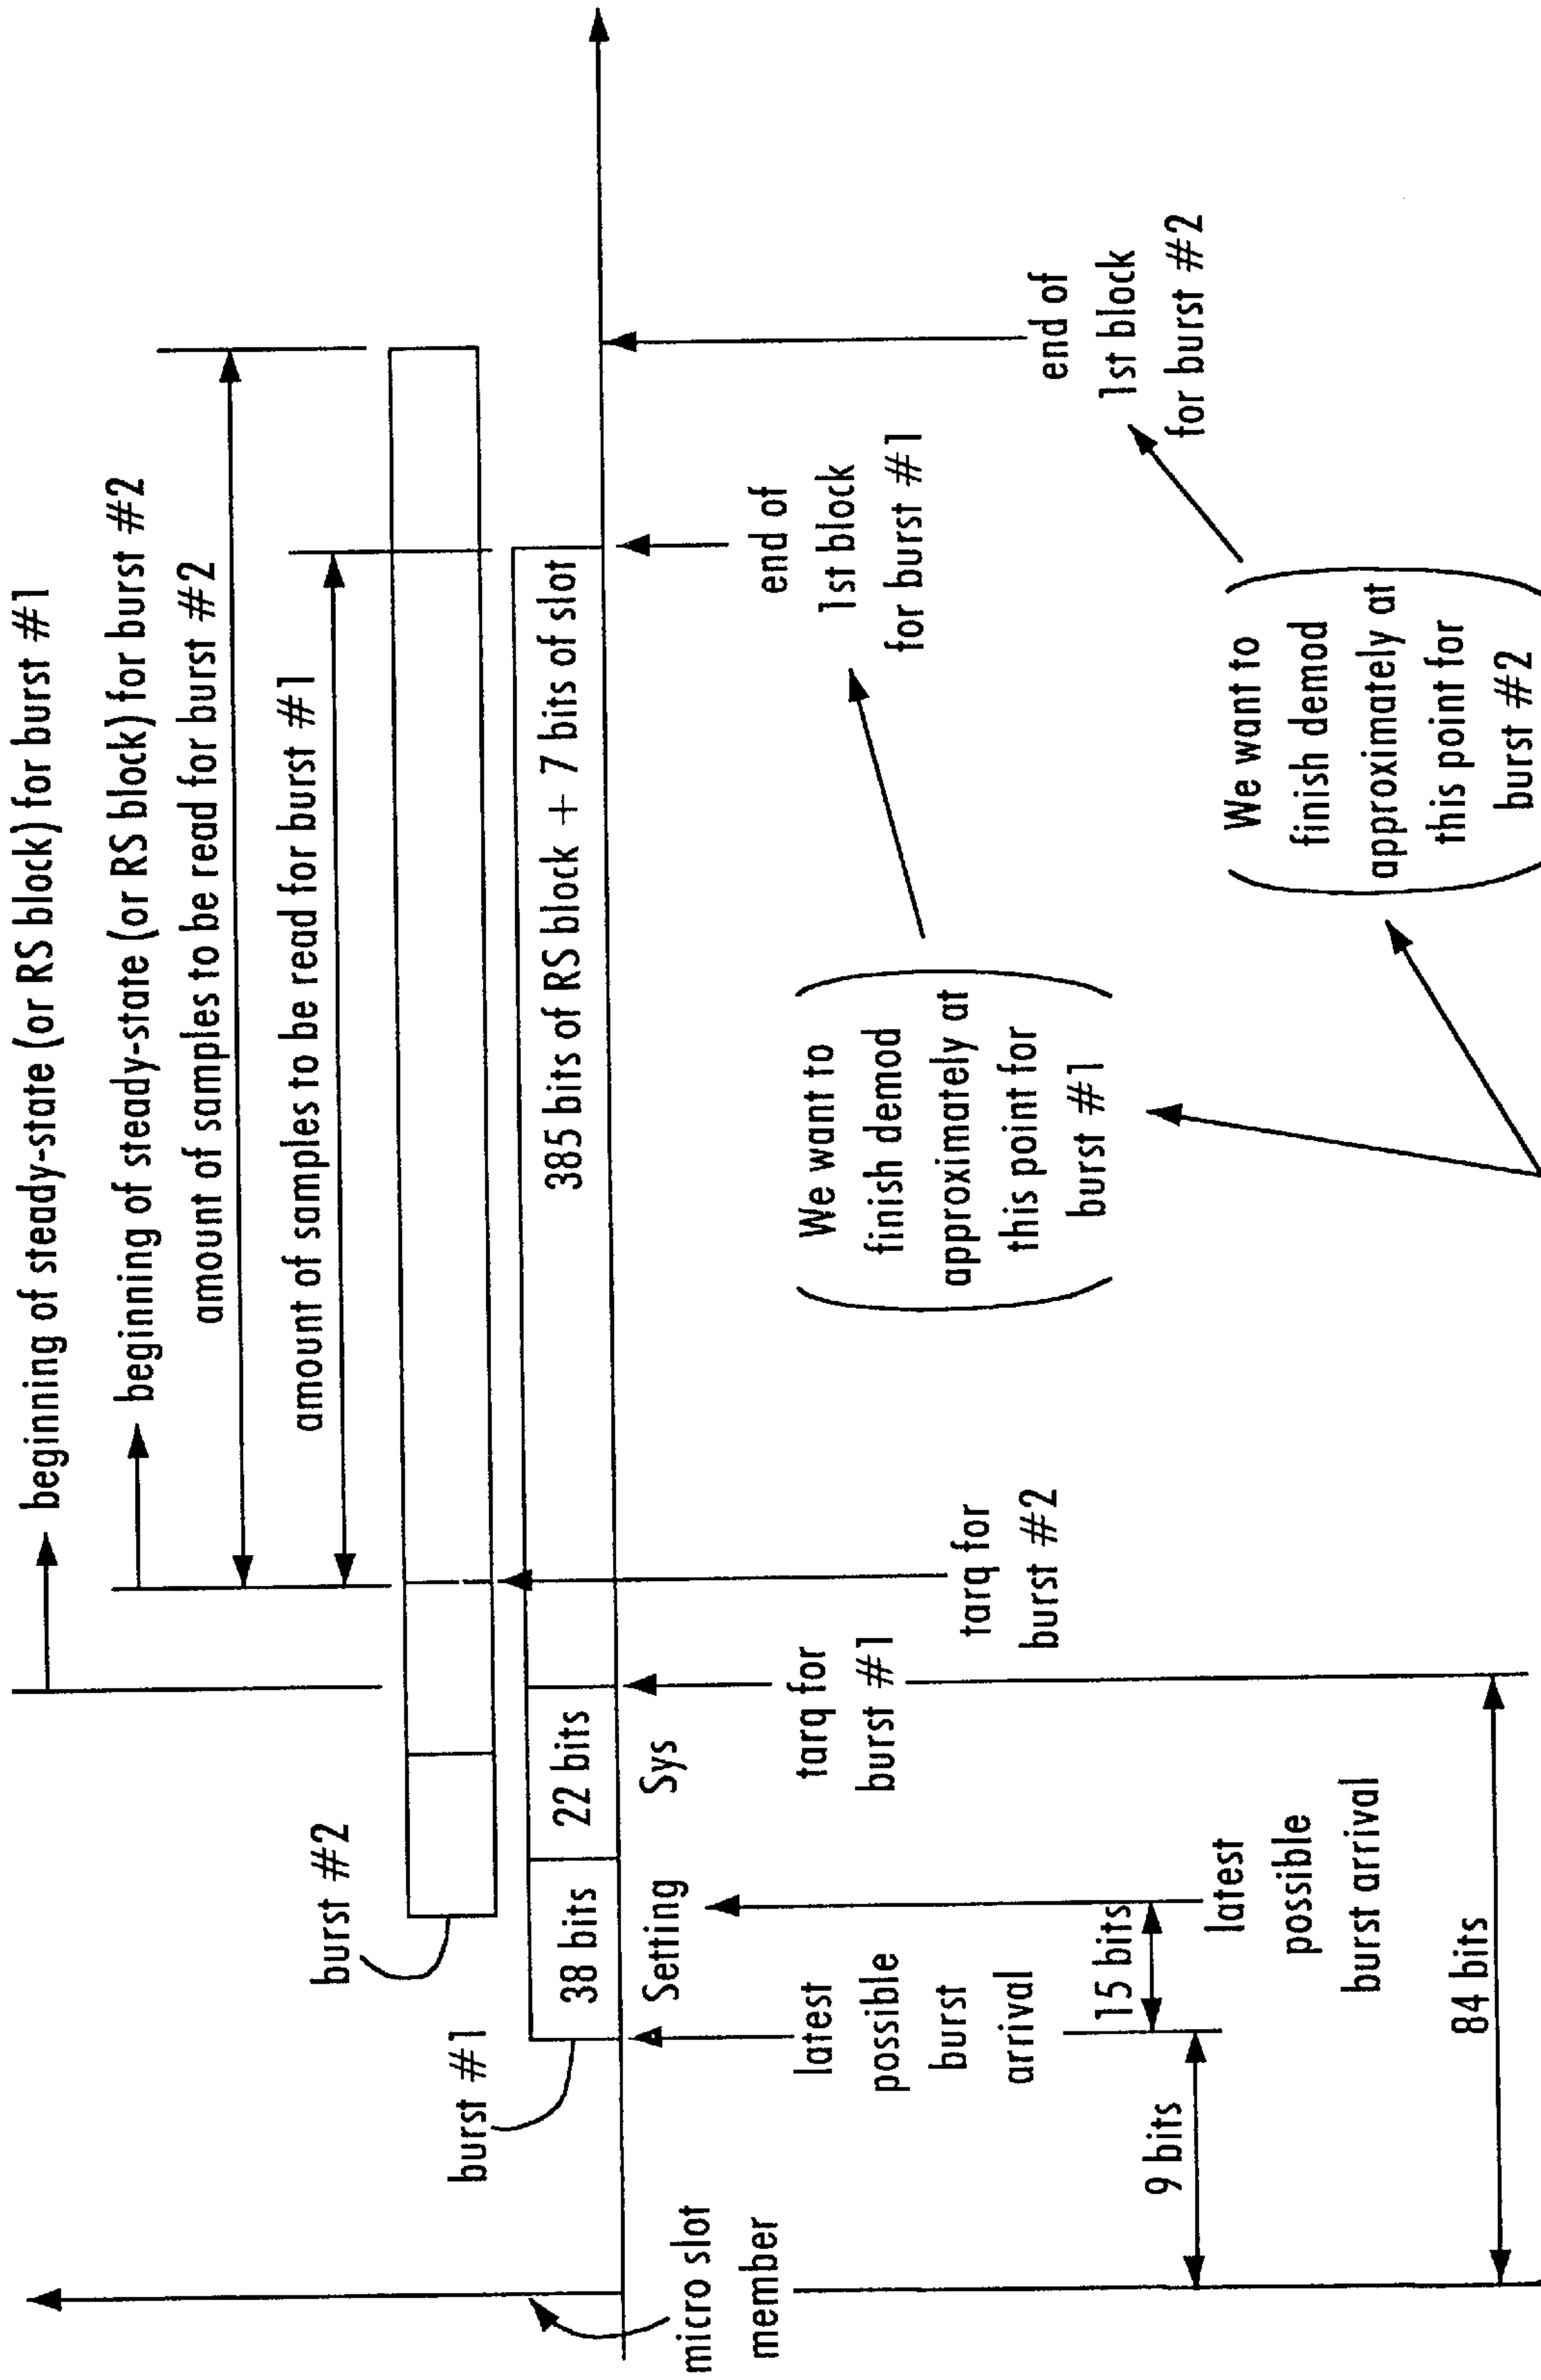 beginning of steady-state (or RS block) for burst #1
beginning of steady-state (or RS block) for burst #2
amount of samples to be read for burst #2
amount of samples to be read for burst #1
burst #2
burst #1
38 bits
22 bits
385 bits of RS block + 7 bits of slot
Setting
Sys
micro slot
member
latest
possible
burst
arrival
tarq for
burst #1
tarq for
burst #2
end of
1st block
for burst #1
end of
1st block
for burst #2
9 bits
15 bits
latest
possible
burst arrival
84 bits
We want to
finish demod
approximately at
this point for
burst #1
We want to
finish demod
approximately at
this point for
burst #2